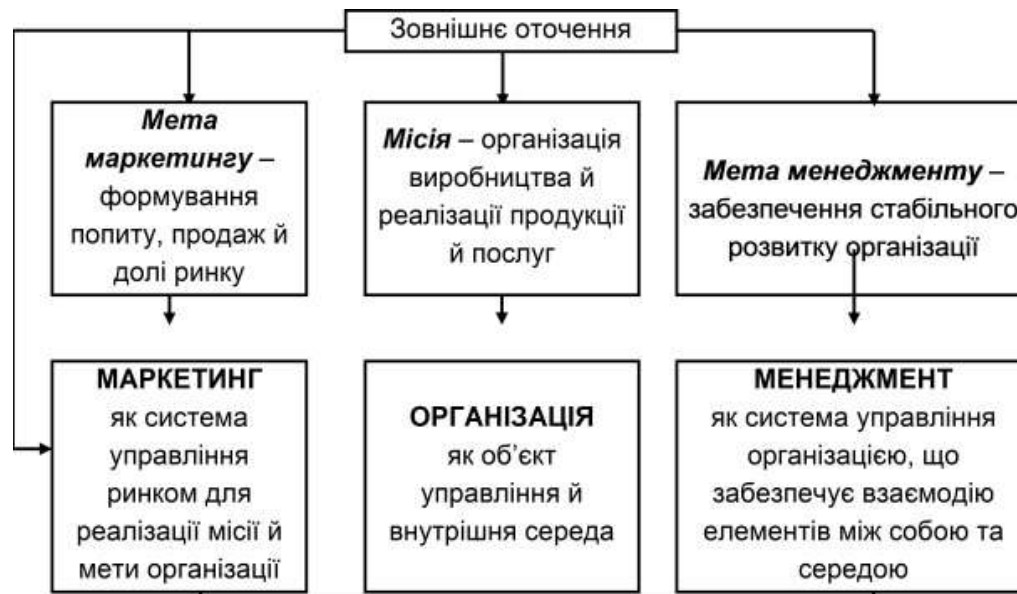 Зовнішнє оточення
Мета
маркетингу –
формування
попиту, продаж й
долі ринку
Місія – організація
виробництва й
реалізації продукції
й послуг
Мета менеджменту –
забезпечення стабільного
розвитку організації
МАРКЕТИНГ
як система
управління
ринком для
реалізації місії й
мети організації
ОРГАНІЗАЦІЯ
як об’єкт
управління й
внутрішня середа
МЕНЕДЖМЕНТ
як система управління
організацією, що
забезпечує взаємодію
елементів між собою та
середою